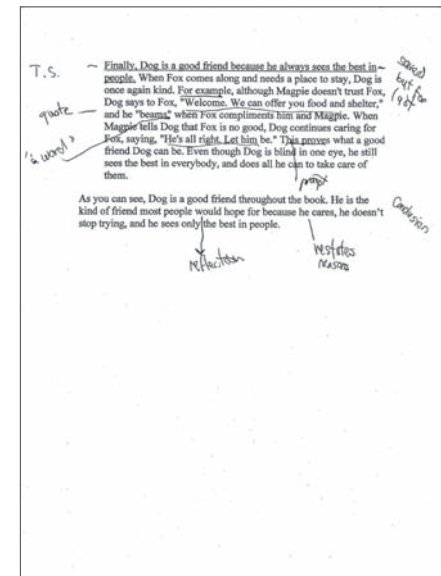 T.S.
Finally, Dog is a good friend because he always sees the best in
people. When Fox comes along and needs a place to stay, Dog is
once again kind. For example, although Magpie doesn't trust Fox,
Dog says to Fox, "Welcome. We can offer you food and shelter,"
and he "beams," when Fox compliments him and Magpie. When
Magpie tells Dog that Fox is no good, Dog continues caring for
Fox, saying, "He's all right. Let him be." This proves what a good
friend Dog can be. Even though Dog is blind in one eye, he still
sees the best in everybody, and does all he can to take care of
them.
saved
but for
last
quote
"a word"
As you can see, Dog is a good friend throughout the book. He is the
kind of friend most people would hope for because he cares, he doesn't
stop trying, and he sees only the best in people.
Conclusion
reflection
restates
reasons